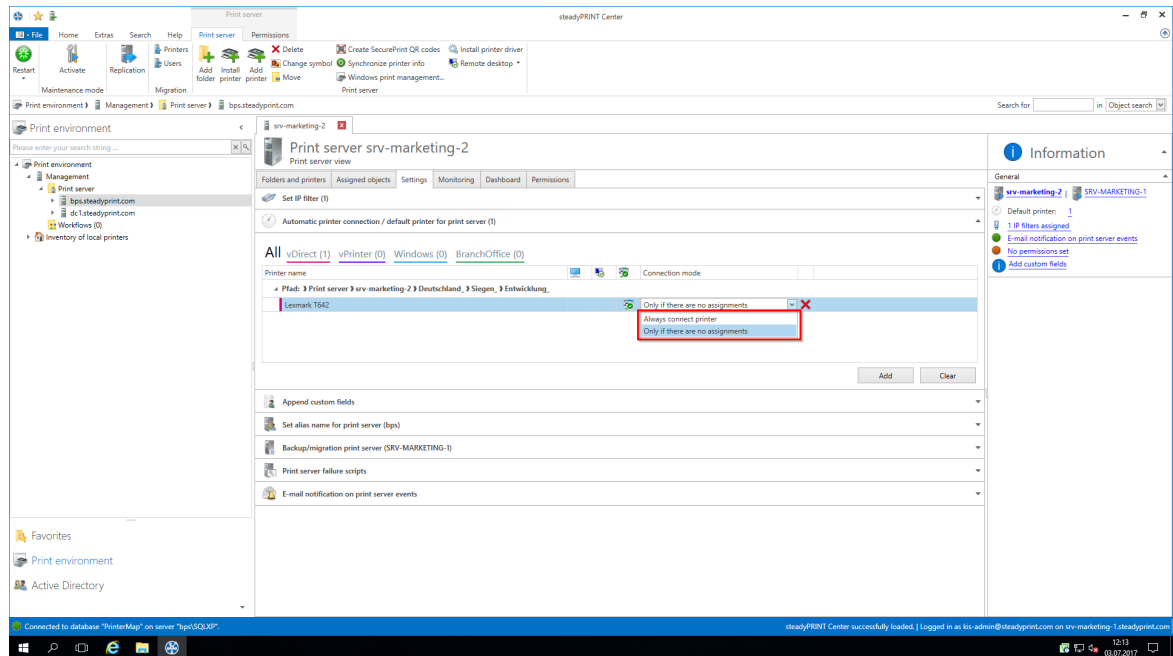 Print server
steadyPRINT Center
File Home Extras Search Help Print server Permissions
Restart
Activate
Replication
Printers
Users
Add folder
Install printer
Add printer
Delete
Change symbol
Move
Create SecurePrint QR codes
Synchronize printer info
Windows print management...
Install printer driver
Remote desktop
Maintenance mode
Migration
Print server
Print environment Management Print server bps.steadyprint.com
Search for in Object search
Print environment
Please enter your search string ...
Print environment
Management
Print server
bps.steadyprint.com
dc1.steadyprint.com
Workflows (0)
Inventory of local printers
Favorites
Print environment
Active Directory
srv-marketing-2
Print server srv-marketing-2
Print server view
Folders and printers Assigned objects Settings Monitoring Dashboard Permissions
Set IP filter (1)
Automatic printer connection / default printer for print server (1)
All vDirect (1) vPrinter (0) Windows (0) BranchOffice (0)
Printer name Connection mode
Pfad: Print server srv-marketing-2 Deutschland_ Siegen_ Entwicklung_
Lexmark T642 Only if there are no assignments
Always connect printer
Only if there are no assignments
Add Clear
Append custom fields
Set alias name for print server (bps)
Backup/migration print server (SRV-MARKETING-1)
Print server failure scripts
E-mail notification on print server events
Information
General
srv-marketing-2 | SRV-MARKETING-1
Default printer: 1
1 IP filters assigned
E-mail notification on print server events
No permissions set
Add custom fields
Connected to database "PrinterMap" on server "bps\SQLXP".
steadyPRINT Center successfully loaded. | Logged in as kis-admin@steadyprint.com on srv-marketing-1.steadyprint.com
12:13
03.07.2017